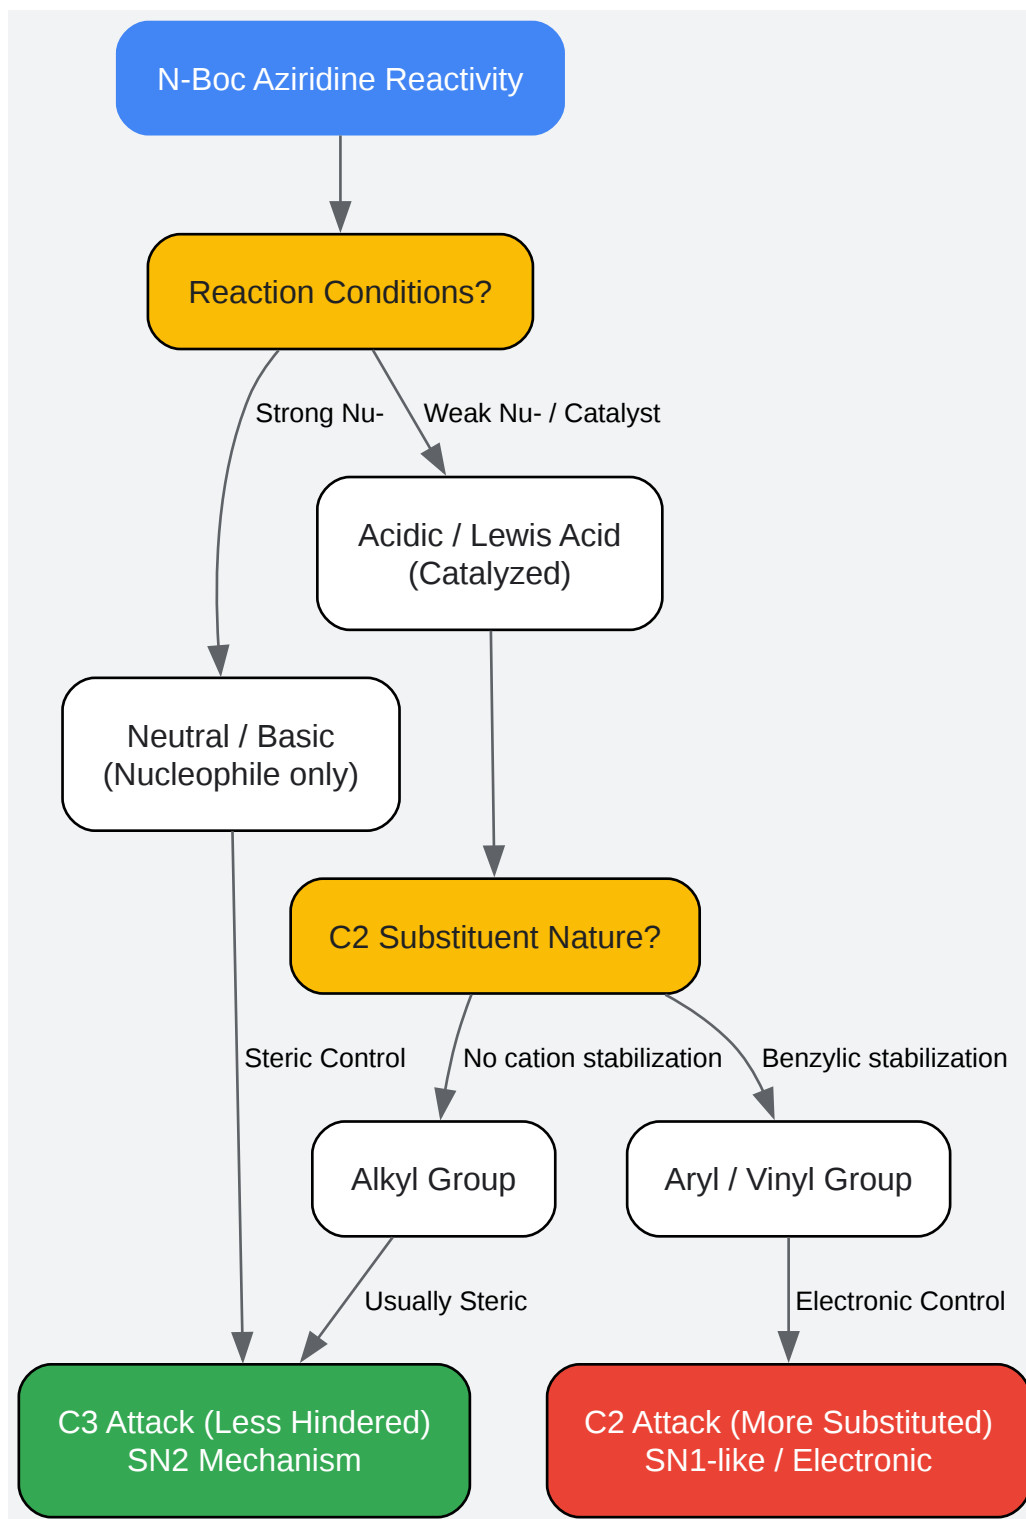 N-Boc Aziridine Reactivity
Reaction Conditions?
Strong Nu-
Weak Nu- / Catalyst
Acidic / Lewis Acid
(Catalyzed)
Neutral / Basic
(Nucleophile only)
C2 Substituent Nature?
Steric Control
No cation stabilization
Benzylic stabilization
Alkyl Group
Aryl / Vinyl Group
Usually Steric
Electronic Control
C3 Attack (Less Hindered)
SN2 Mechanism
C2 Attack (More Substituted)
SN1-like / Electronic